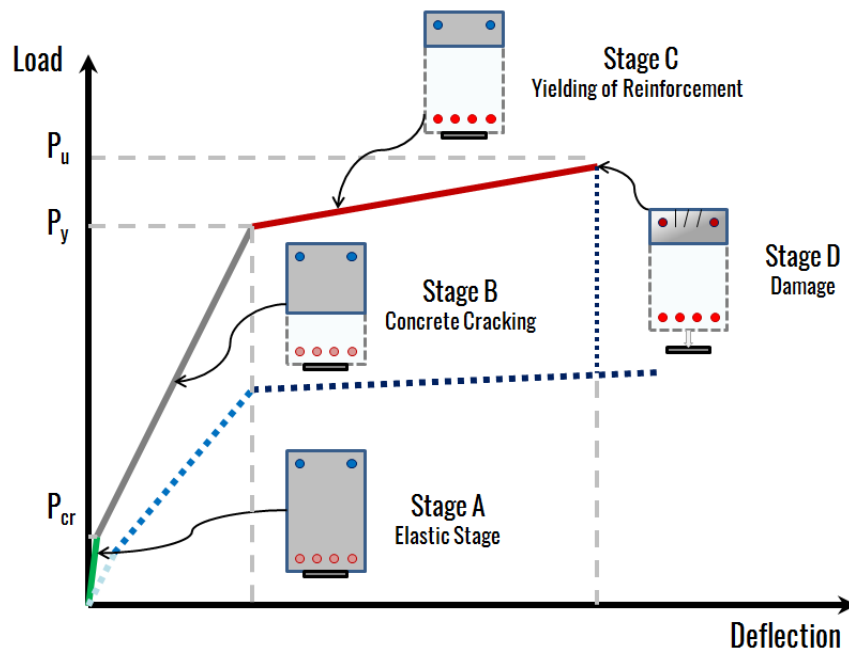 Load
Stage C
Yielding of Reinforcement
Pu
Py
Stage D
Damage
Stage B
Concrete Cracking
Pcr
Stage A
Elastic Stage
Deflection